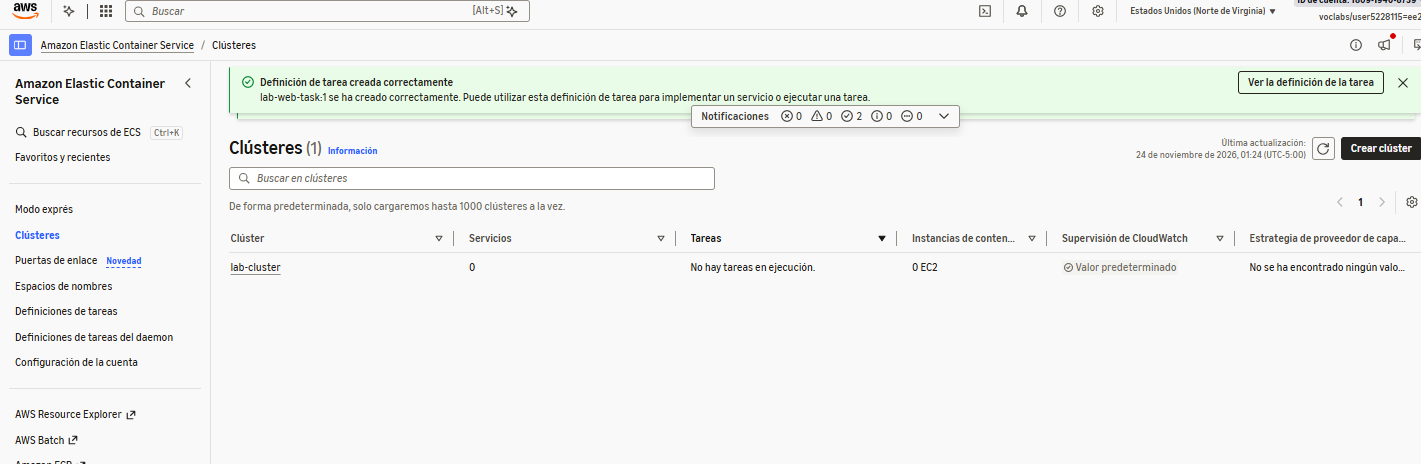 aws
Buscar [Alt+S]
Estados Unidos (Norte de Virginia)
voclabs/user5228115=ee2
Amazon Elastic Container Service / Clústeres
Amazon Elastic Container
Service
Buscar recursos de ECS Ctrl+K
Favoritos y recientes
Modo exprés
Clústeres
Puertas de enlace Novedad
Espacios de nombres
Definiciones de tareas
Definiciones de tareas del daemon
Configuración de la cuenta
AWS Resource Explorer
AWS Batch
Definición de tarea creada correctamente
lab-web-task:1 se ha creado correctamente. Puede utilizar esta definición de tarea para implementar un servicio o ejecutar una tarea.
Ver la definición de la tarea
Notificaciones 0 0 2 0 0
Clústeres (1) Información
Última actualización:
24 de noviembre de 2026, 01:24 (UTC-5:00)
Crear clúster
Buscar en clústeres
De forma predeterminada, solo cargaremos hasta 1000 clústeres a la vez.
1
Clúster Servicios Tareas Instancias de conten... Supervisión de CloudWatch Estrategia de proveedor de capa...
lab-cluster 0 No hay tareas en ejecución. 0 EC2 Valor predeterminado No se ha encontrado ningún valo...